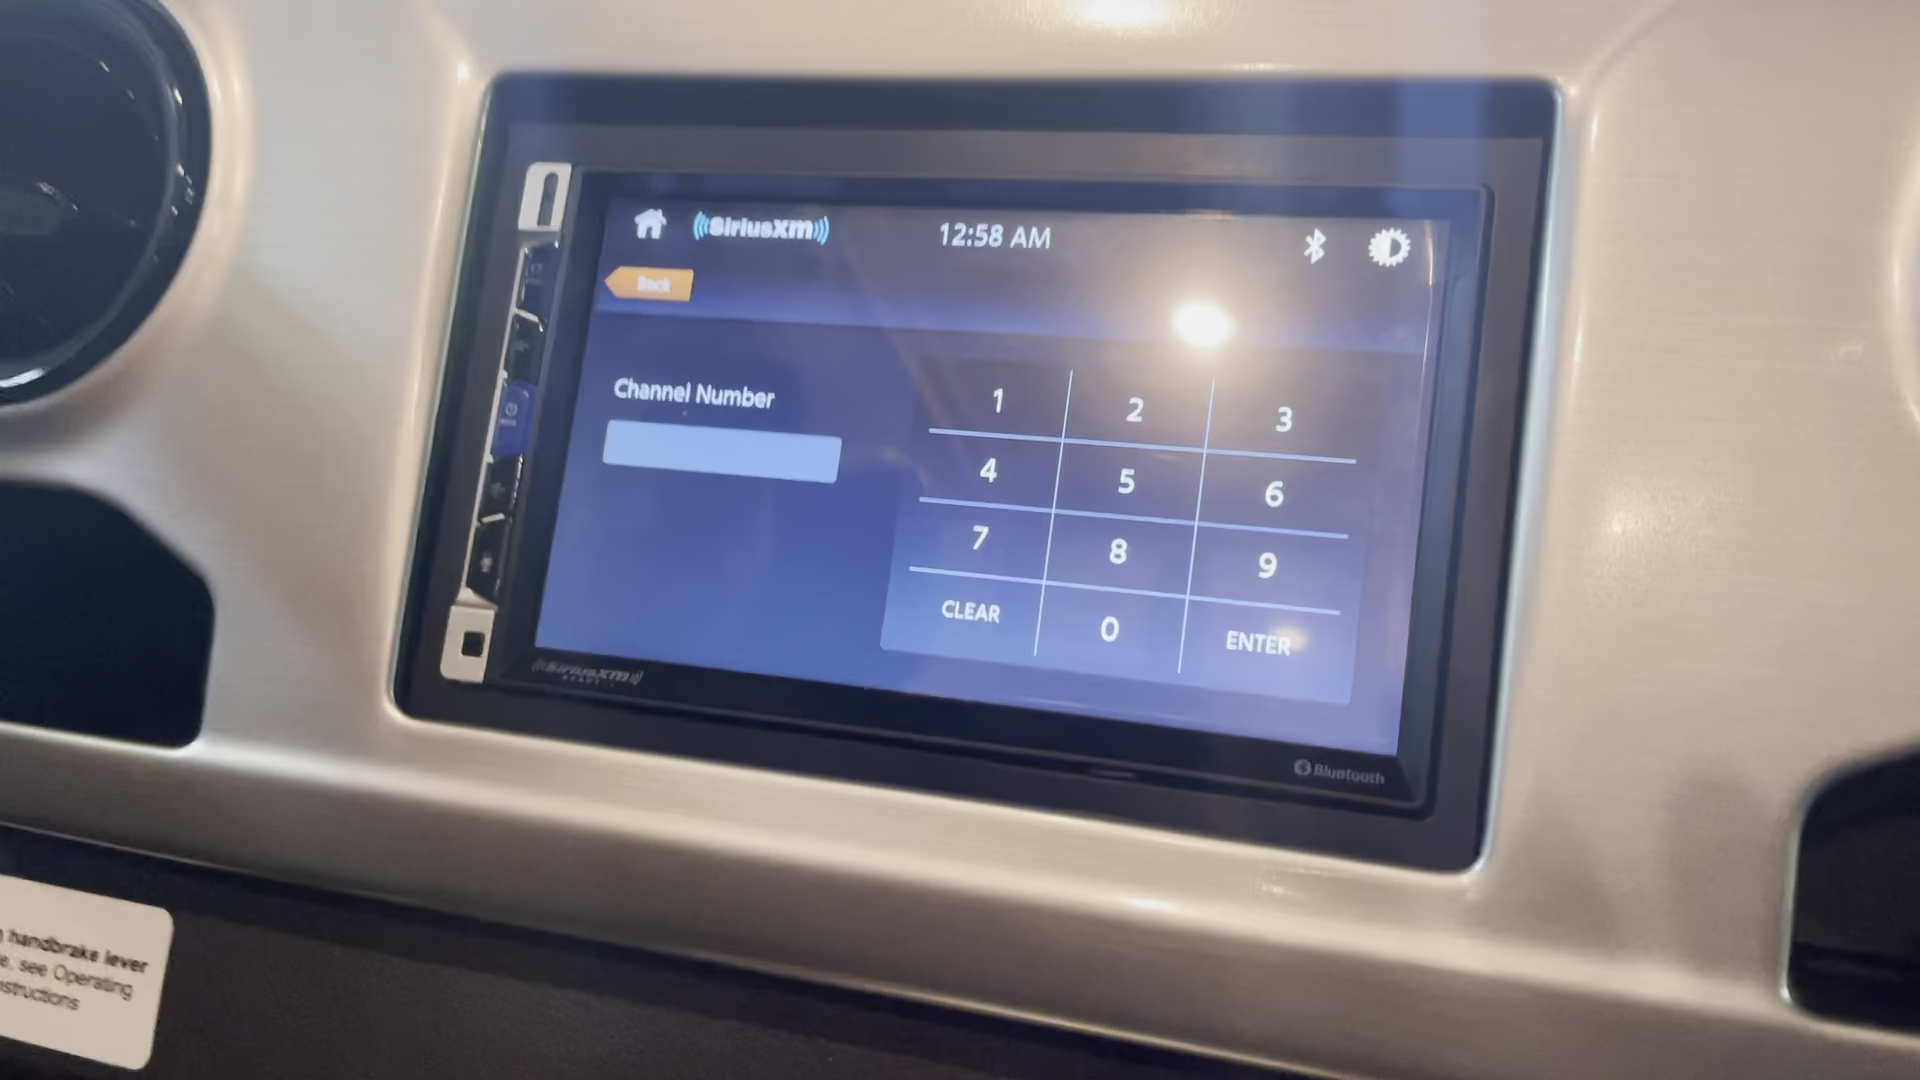 SiriusXM
12:58 AM
Back
Channel Number
1 2 3
4 5 6
7 8 9
CLEAR 0 ENTER
SiriusXM
READY
Bluetooth
handbrake lever
see Operating